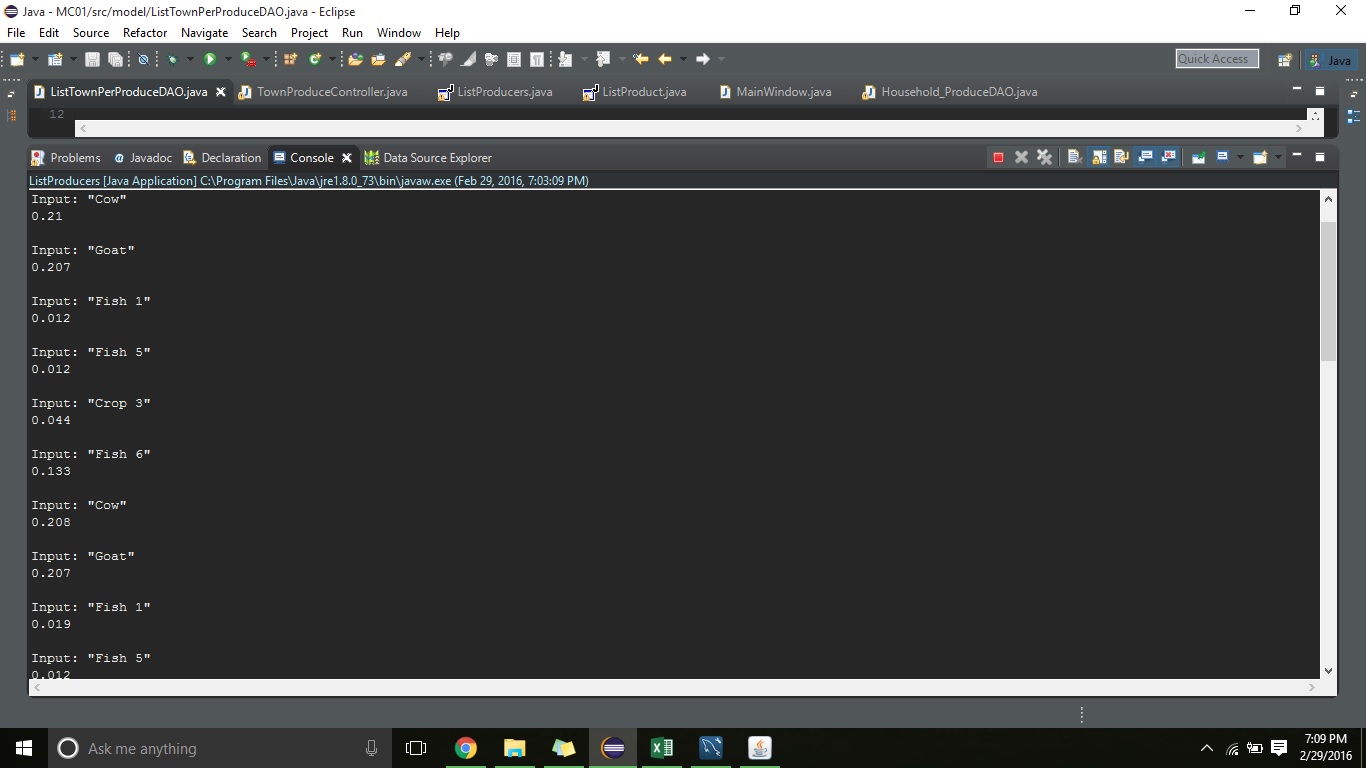 Java - MC01/src/model/ListTownPerProduceDAO.java - Eclipse
File Edit Source Refactor Navigate Search Project Run Window Help
Quick Access
Java
ListTownPerProduceDAO.java TownProduceController.java ListProducers.java ListProduct.java MainWindow.java Household_ProduceDAO.java
12
Problems @ Javadoc Declaration Console Data Source Explorer
ListProducers [Java Application] C:\Program Files\Java\jre1.8.0_73\bin\javaw.exe (Feb 29, 2016, 7:03:09 PM)
Input: "Cow"
0.21
Input: "Goat"
0.207
Input: "Fish 1"
0.012
Input: "Fish 5"
0.012
Input: "Crop 3"
0.044
Input: "Fish 6"
0.133
Input: "Cow"
0.208
Input: "Goat"
0.207
Input: "Fish 1"
0.019
Input: "Fish 5"
0.012
Ask me anything
7:09 PM
2/29/2016